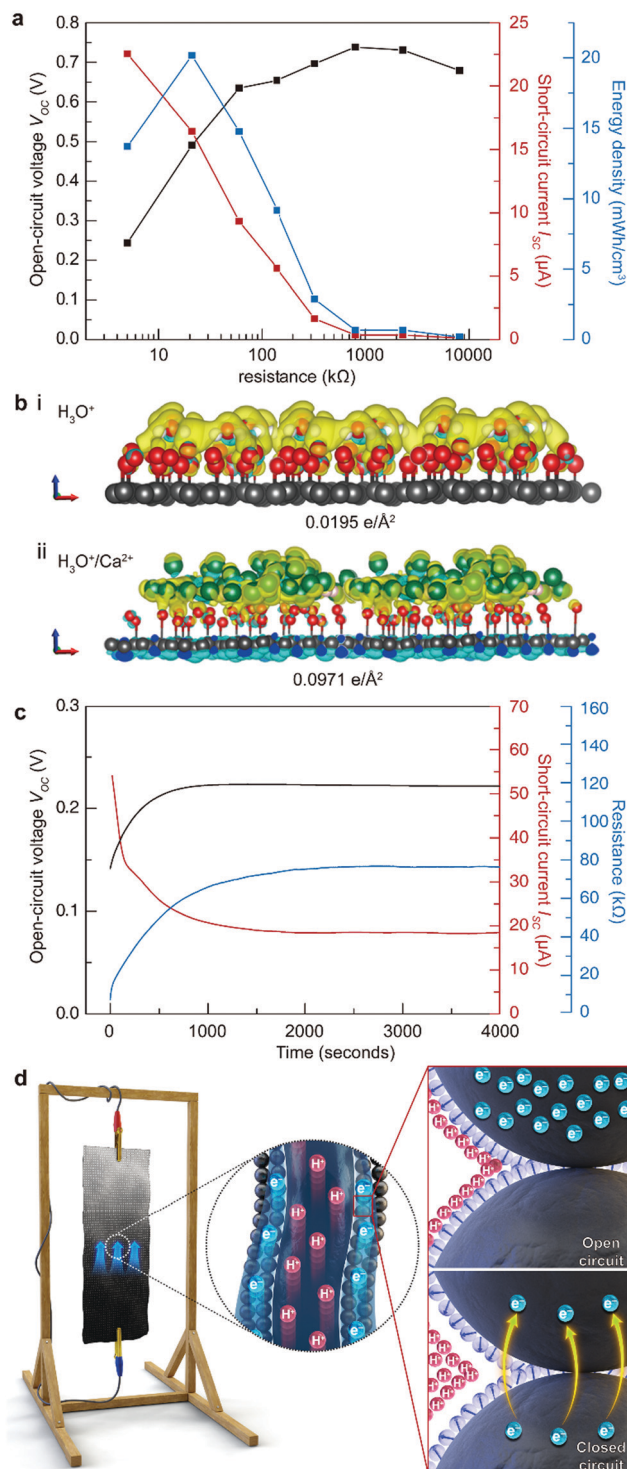 a
0.8
0.7
0.6
0.5
0.4
0.3
0.2
0.1
0.0
Open-circuit voltage V_OC (V)
10
100
1000
10000
resistance (kΩ)
25
20
15
10
5
0
Short-circuit current I_SC (µA)
20
15
10
5
0
Energy density (mWh/cm³)
b i
H₃O⁺
0.0195 e/Å²
ii
H₃O⁺/Ca²⁺
0.0971 e/Å²
c
0.3
0.2
0.1
0.0
Open-circuit voltage V_OC (V)
0
1000
2000
3000
4000
Time (seconds)
70
60
50
40
30
20
10
0
Short-circuit current I_SC (µA)
160
140
120
100
80
60
40
20
0
Resistance (kΩ)
d
H⁺
e⁻
Open
circuit
H⁺
e⁻
Closed
circuit